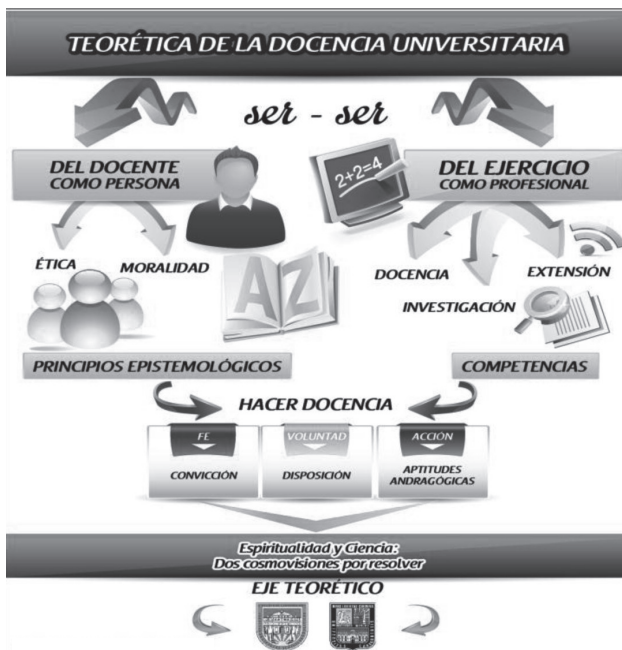 TEORÉTICA DE LA DOCENCIA UNIVERSITARIA
ser - ser
DEL DOCENTE
COMO PERSONA
2+2=4
DEL EJERCICIO
COMO PROFESIONAL
ÉTICA
MORALIDAD
AZ
DOCENCIA
EXTENSIÓN
INVESTIGACIÓN
PRINCIPIOS EPISTEMOLÓGICOS
COMPETENCIAS
HACER DOCENCIA
FE
VOLUNTAD
ACCIÓN
CONVICCIÓN
DISPOSICIÓN
APTITUDES
ANDRAGÓGICAS
Espiritualidad y Ciencia:
Dos cosmovisiones por resolver
EJE TEORÉTICO